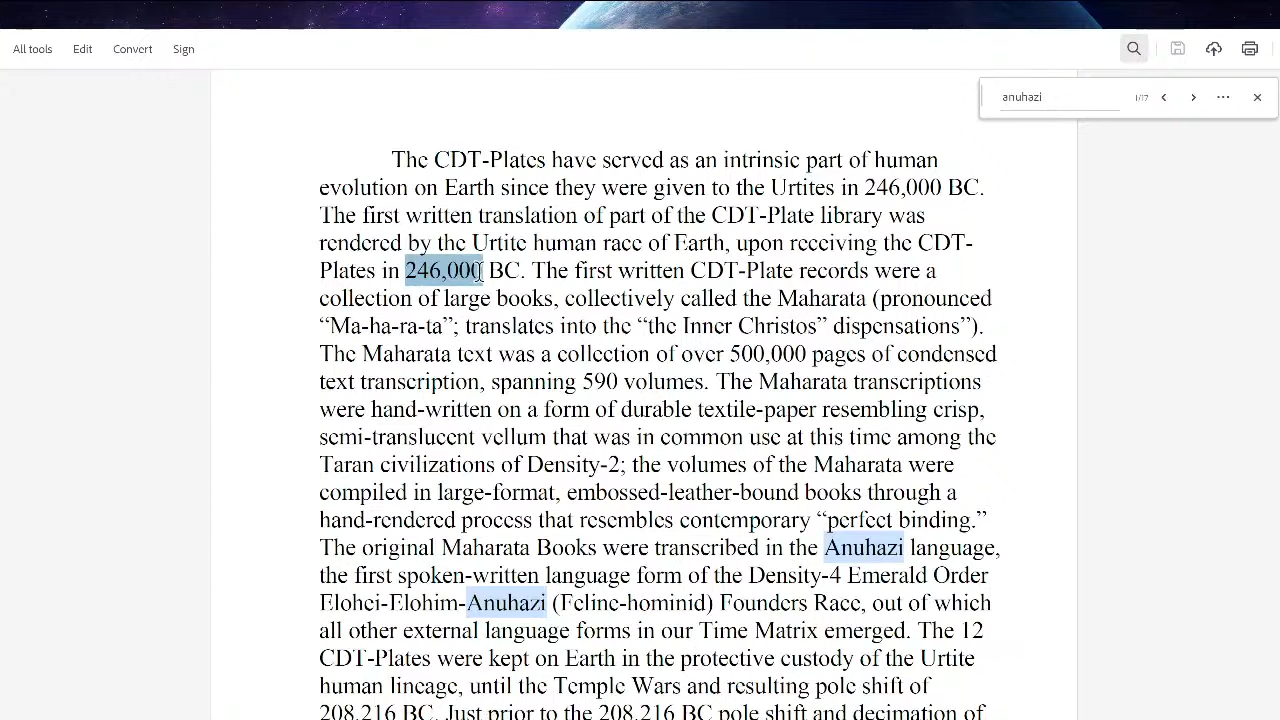 All tools Edit Convert Sign
anuhazi 1/17
The CDT-Plates have served as an intrinsic part of human
evolution on Earth since they were given to the Urtites in 246,000 BC.
The first written translation of part of the CDT-Plate library was
rendered by the Urtite human race of Earth, upon receiving the CDT-
Plates in 246,000 BC. The first written CDT-Plate records were a
collection of large books, collectively called the Maharata (pronounced
“Ma-ha-ra-ta”; translates into the “the Inner Christos” dispensations”).
The Maharata text was a collection of over 500,000 pages of condensed
text transcription, spanning 590 volumes. The Maharata transcriptions
were hand-written on a form of durable textile-paper resembling crisp,
semi-translucent vellum that was in common use at this time among the
Taran civilizations of Density-2; the volumes of the Maharata were
compiled in large-format, embossed-leather-bound books through a
hand-rendered process that resembles contemporary “perfect binding.”
The original Maharata Books were transcribed in the Anuhazi language,
the first spoken-written language form of the Density-4 Emerald Order
Elohei-Elohim-Anuhazi (Feline-hominid) Founders Race, out of which
all other external language forms in our Time Matrix emerged. The 12
CDT-Plates were kept on Earth in the protective custody of the Urtite
human lineage, until the Temple Wars and resulting pole shift of
208,216 BC. Just prior to the 208,216 BC pole shift and decimation of